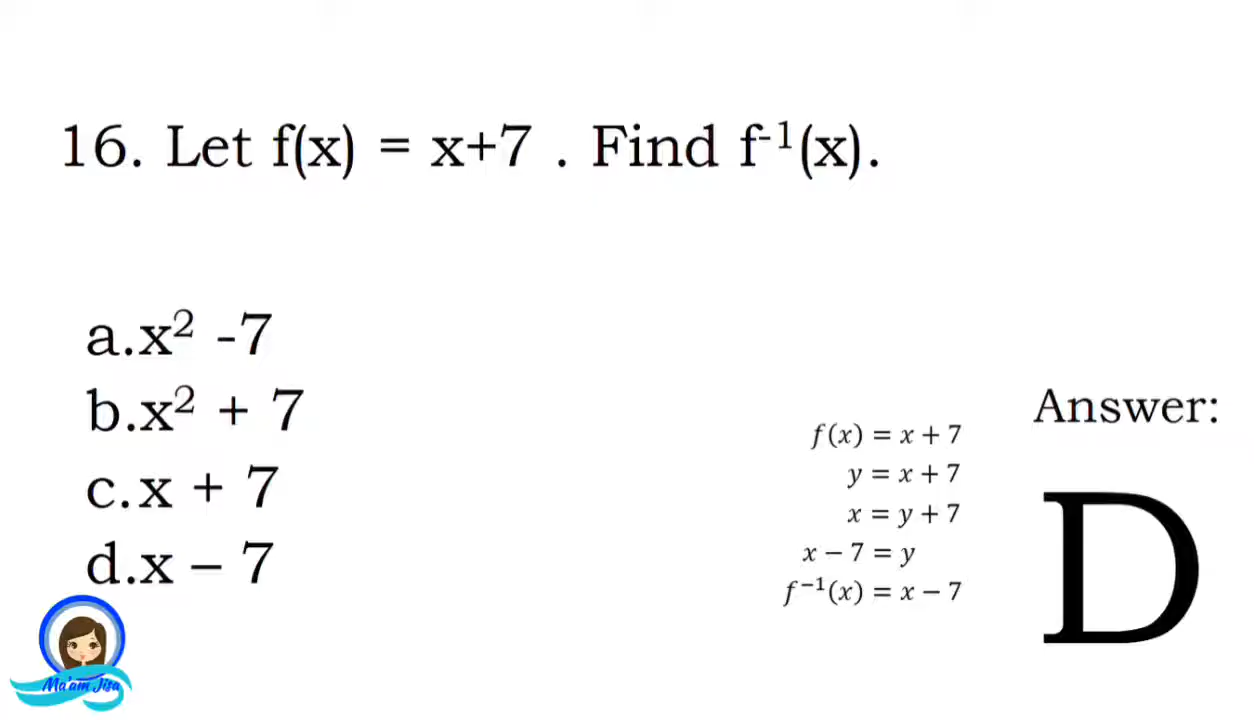 16. Let f(x) = x+7 . Find f⁻¹(x).
a.x² -7
b.x² + 7
c.x + 7
d.x – 7
f(x) = x + 7
y = x + 7
x = y + 7
x − 7 = y
f⁻¹(x) = x − 7
Answer:
D
Ma'am Jisa